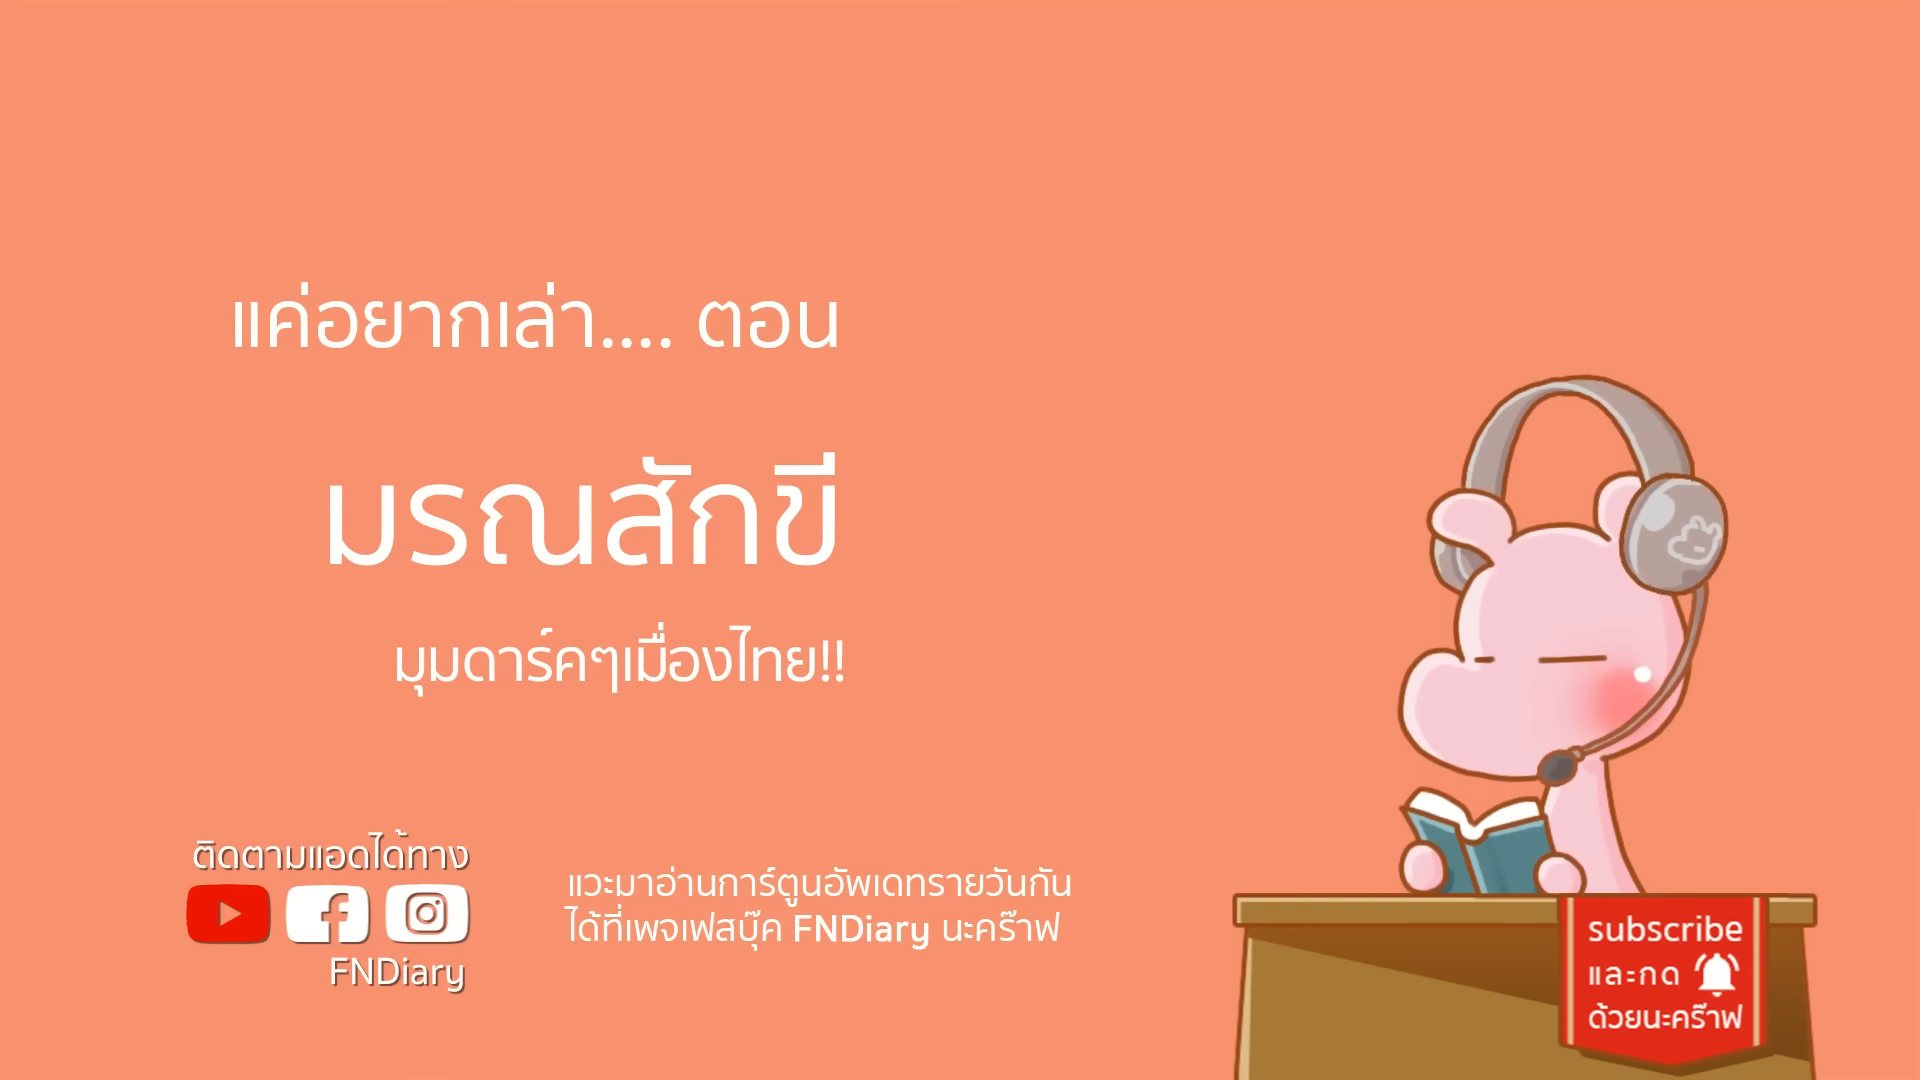 แค่อยากเล่า.... ตอน
มรณสักขี
มุมดาร์คๆเมื่องไทย!!
ติดตามแอดได้ทาง
FNDiary
แวะมาอ่านการ์ตูนอัพเดทรายวันกัน
ได้ที่เพจเฟสบุ๊ค FNDiary นะคร๊าฟ
subscribe
และกด
ด้วยนะคร๊าฟ